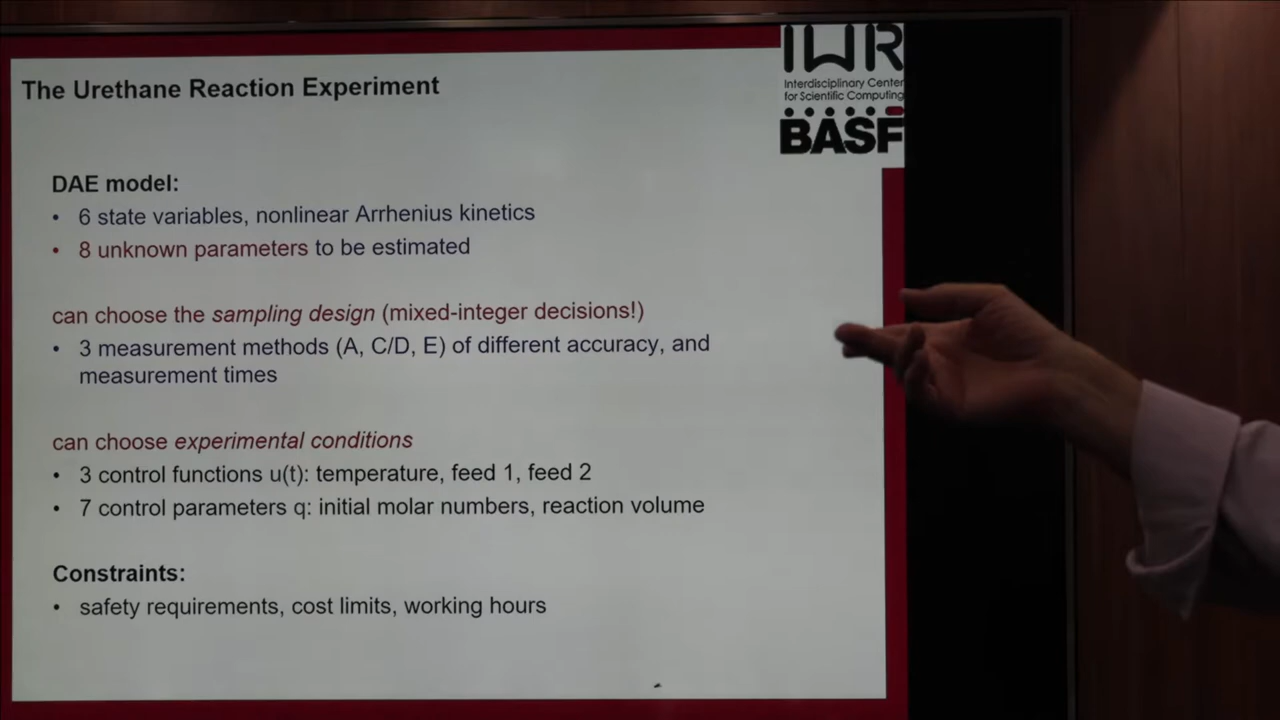 The Urethane Reaction Experiment
IWR
Interdisciplinary Center
for Scientific Computing
BASF
DAE model:
• 6 state variables, nonlinear Arrhenius kinetics
• 8 unknown parameters to be estimated
can choose the sampling design (mixed-integer decisions!)
• 3 measurement methods (A, C/D, E) of different accuracy, and
measurement times
can choose experimental conditions
• 3 control functions u(t): temperature, feed 1, feed 2
• 7 control parameters q: initial molar numbers, reaction volume
Constraints:
• safety requirements, cost limits, working hours